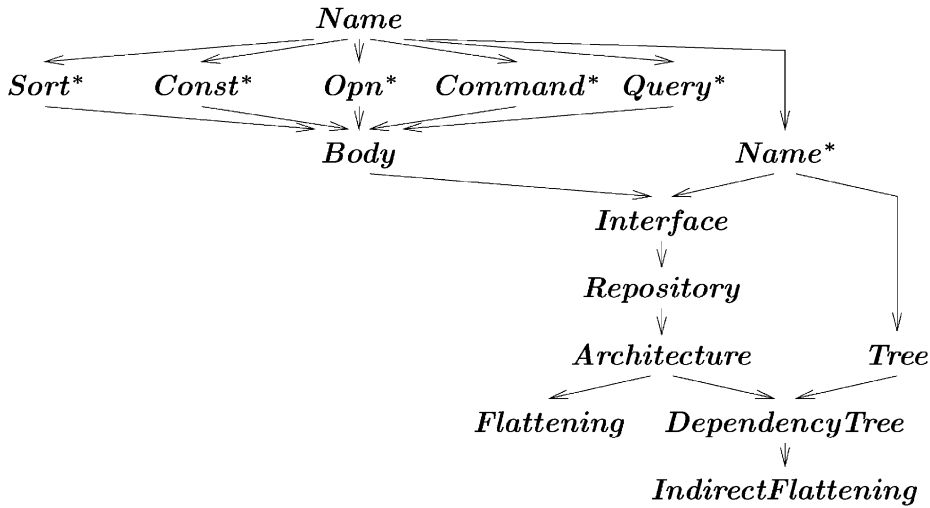 Name
Sort* Const* Opn* Command* Query*
Body Name*
Interface
Repository
Architecture Tree
Flattening DependencyTree
IndirectFlattening